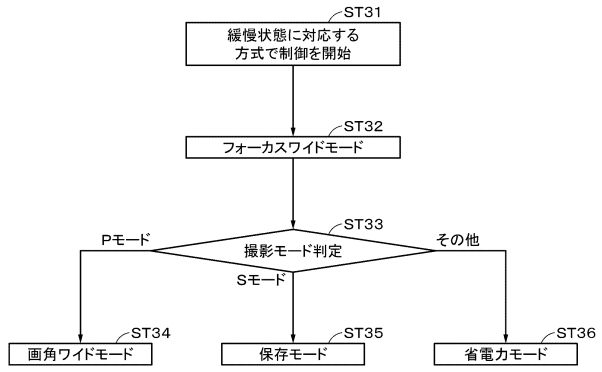 ST31
緩慢状態に対応する
方式で制御を開始
ST32
フォーカスワイドモード
ST33
撮影モード判定
Pモード
その他
Sモード
ST34
画角ワイドモード
ST35
保存モード
ST36
省電力モード